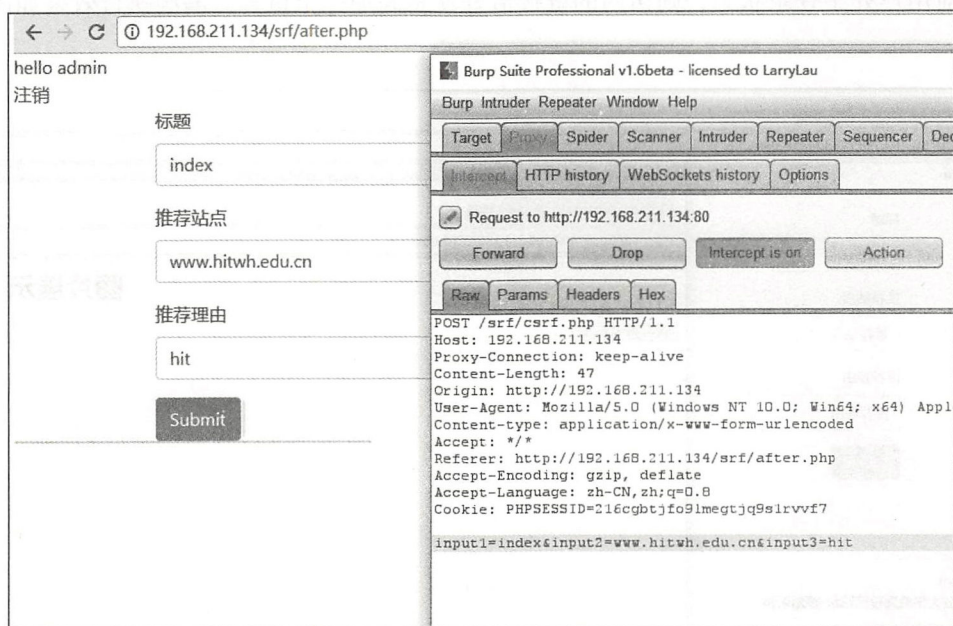 192.168.211.134/srf/after.php
hello admin
注销
标题
index
推荐站点
www.hitwh.edu.cn
推荐理由
hit
Submit
Burp Suite Professional v1.6beta - licensed to LarryLau
Burp Intruder Repeater Window Help
Target Proxy Spider Scanner Intruder Repeater Sequencer Dec
Intercept HTTP history WebSockets history Options
Request to http://192.168.211.134:80
Forward Drop Intercept is on Action
Raw Params Headers Hex
POST /srf/csrf.php HTTP/1.1
Host: 192.168.211.134
Proxy-Connection: keep-alive
Content-Length: 47
Origin: http://192.168.211.134
User-Agent: Mozilla/5.0 (Windows NT 10.0; Win64; x64) Appl
Content-type: application/x-www-form-urlencoded
Accept: */*
Referer: http://192.168.211.134/srf/after.php
Accept-Encoding: gzip, deflate
Accept-Language: zh-CN,zh;q=0.8
Cookie: PHPSESSID=216cgbtjfo9lmegtjq9s1rvvf7
input1=index&input2=www.hitwh.edu.cn&input3=hit